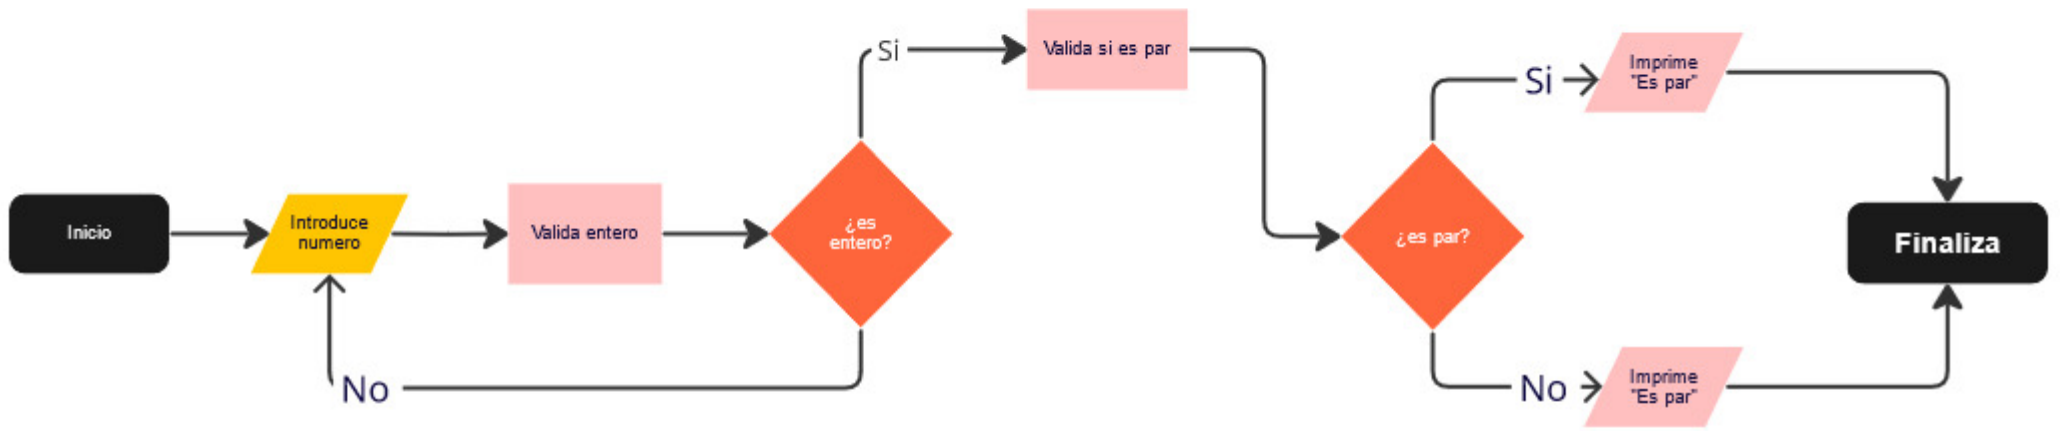 Inicio
Introduce
numero
Valida entero
¿es
entero?
Si
No
Valida si es par
¿es par?
Si
Imprime
"Es par"
No
Imprime
"Es par"
Finaliza